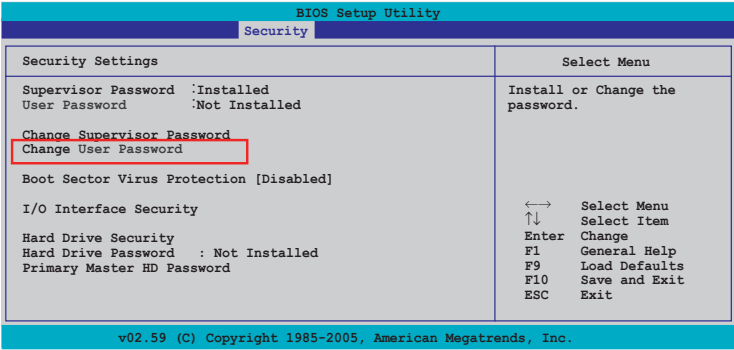 BIOS Setup Utility
Security
Security Settings
Supervisor Password :Installed
User Password :Not Installed
Change Supervisor Password
Change User Password
Boot Sector Virus Protection [Disabled]
I/O Interface Security
Hard Drive Security
Hard Drive Password : Not Installed
Primary Master HD Password
Select Menu
Install or Change the
password.
←→ Select Menu
↑↓ Select Item
Enter Change
F1 General Help
F9 Load Defaults
F10 Save and Exit
ESC Exit
v02.59 (C) Copyright 1985-2005, American Megatrends, Inc.